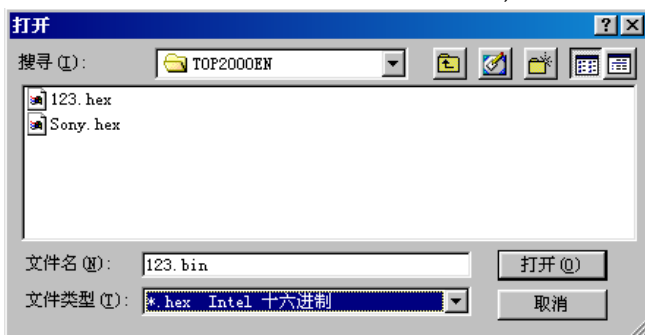 打开
搜寻(I): TOP2000EN
123.hex
Sony.hex
文件名(N): 123.bin 打开(O)
文件类型(T): *.hex Intel 十六进制 取消